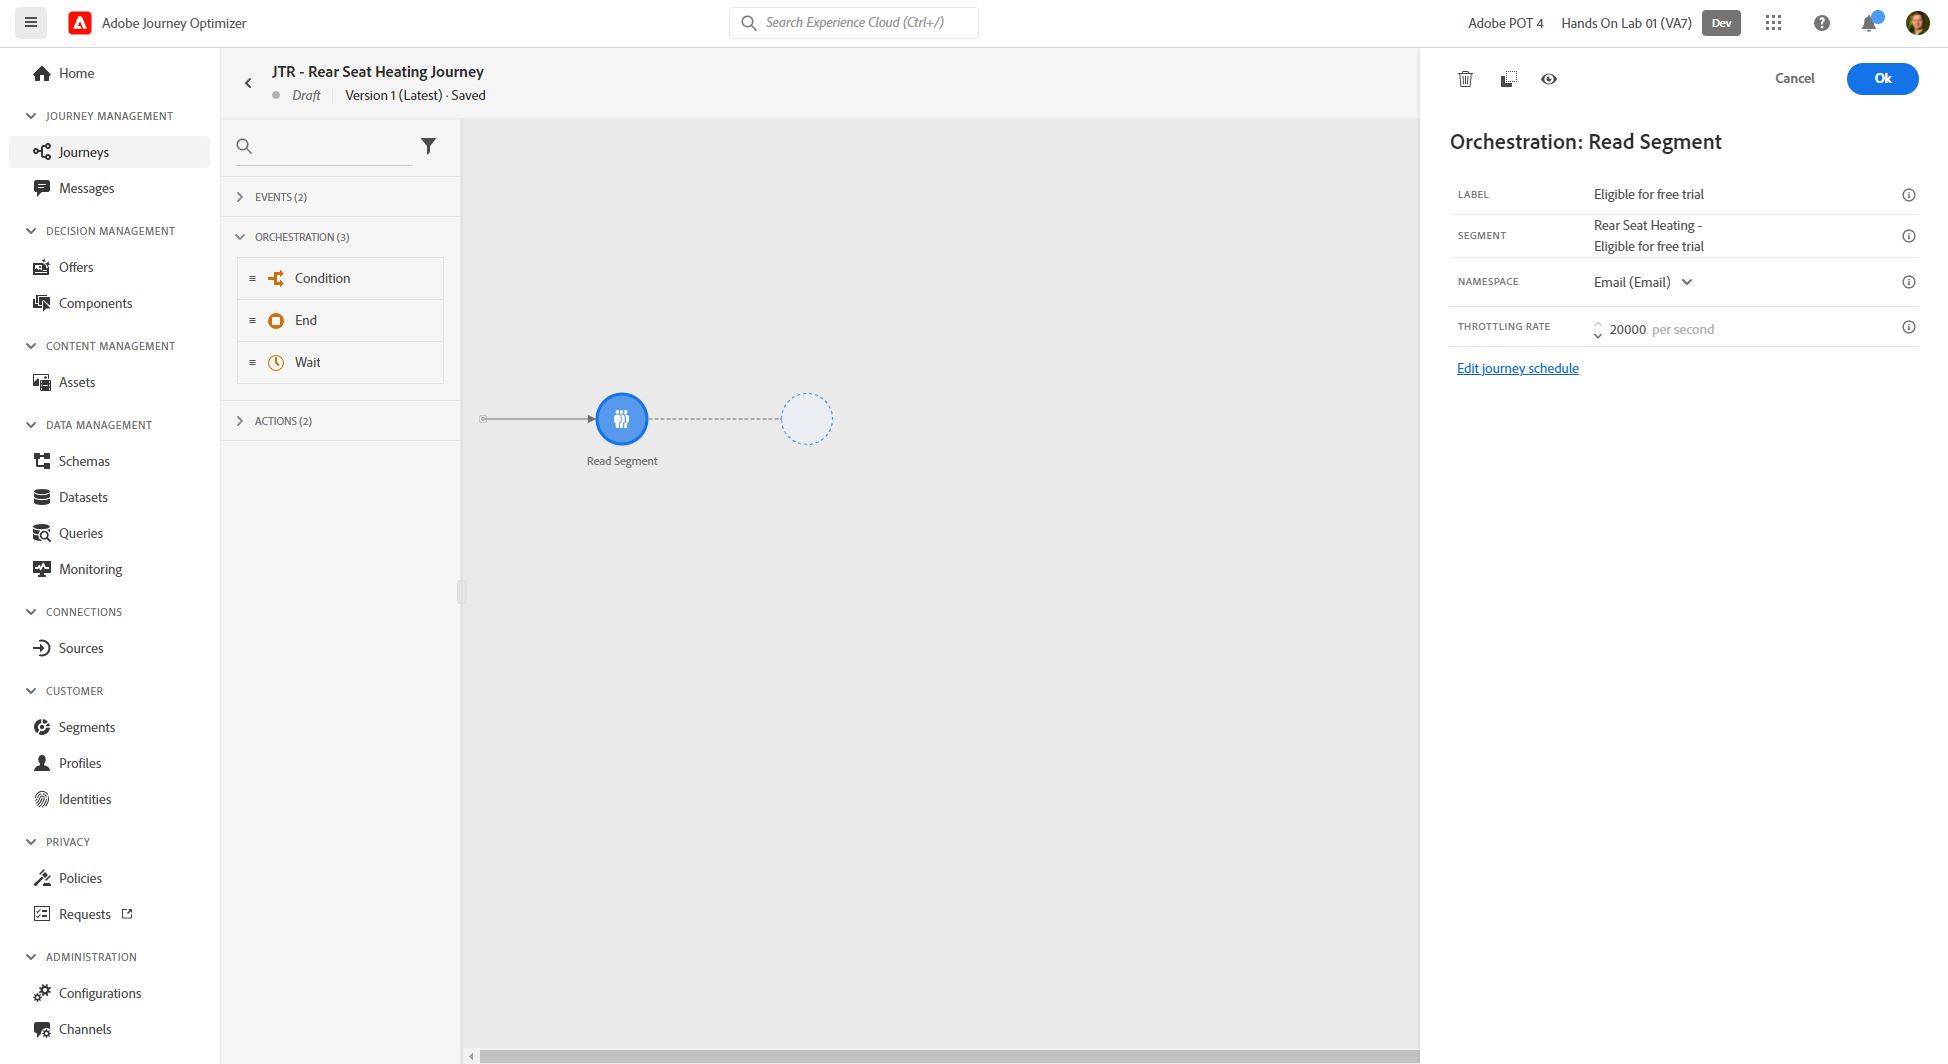 Adobe Journey Optimizer
Search Experience Cloud (Ctrl+/)
Adobe POT 4
Hands On Lab 01 (VA7)
Dev
Home
JOURNEY MANAGEMENT
Journeys
Messages
DECISION MANAGEMENT
Offers
Components
CONTENT MANAGEMENT
Assets
DATA MANAGEMENT
Schemas
Datasets
Queries
Monitoring
CONNECTIONS
Sources
CUSTOMER
Segments
Profiles
Identities
PRIVACY
Policies
Requests
ADMINISTRATION
Configurations
Channels
JTR - Rear Seat Heating Journey
Draft
Version 1 (Latest) · Saved
EVENTS (2)
ORCHESTRATION (3)
Condition
End
Wait
ACTIONS (2)
Read Segment
Cancel
Ok
Orchestration: Read Segment
LABEL
Eligible for free trial
SEGMENT
Rear Seat Heating -
Eligible for free trial
NAMESPACE
Email (Email)
THROTTLING RATE
20000 per second
Edit journey schedule